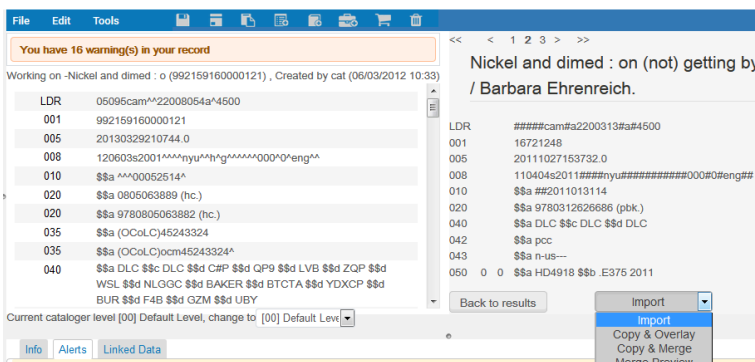 File Edit Tools
You have 16 warning(s) in your record
Working on -Nickel and dimed : o (992159160000121) , Created by cat (06/03/2012 10:33)
LDR 05095cam^^22008054a^4500
001 992159160000121
005 20130329210744.0
008 120603s2001^^^^nyu^^h^g^^^^^^000^0^eng^^
010 $$a ^^^00052514^
020 $$a 0805063889 (hc.)
020 $$a 9780805063882 (hc.)
035 $$a (OCoLC)45243324
035 $$a (OCoLC)ocm45243324^
040 $$a DLC $$c DLC $$d C#P $$d QP9 $$d LVB $$d ZQP $$d
WSL $$d NLGGC $$d BAKER $$d BTCTA $$d YDXCP $$d
BUR $$d F4B $$d GZM $$d UBY
Current cataloger level [00] Default Level, change to [00] Default Leve
Info Alerts Linked Data
<< < 1 2 3 > >>
Nickel and dimed : on (not) getting by
/ Barbara Ehrenreich.
LDR #####cam#a2200313#a#4500
001 16721248
005 20111027153732.0
008 110404s2011####nyu###########000#0#eng##
010 $$a ##2011013114
020 $$a 9780312626686 (pbk.)
040 $$a DLC $$c DLC $$d DLC
042 $$a pcc
043 $$a n-us---
050 0 0 $$a HD4918 $$b .E375 2011
Back to results Import
Import
Copy & Overlay
Copy & Merge
Merge Preview